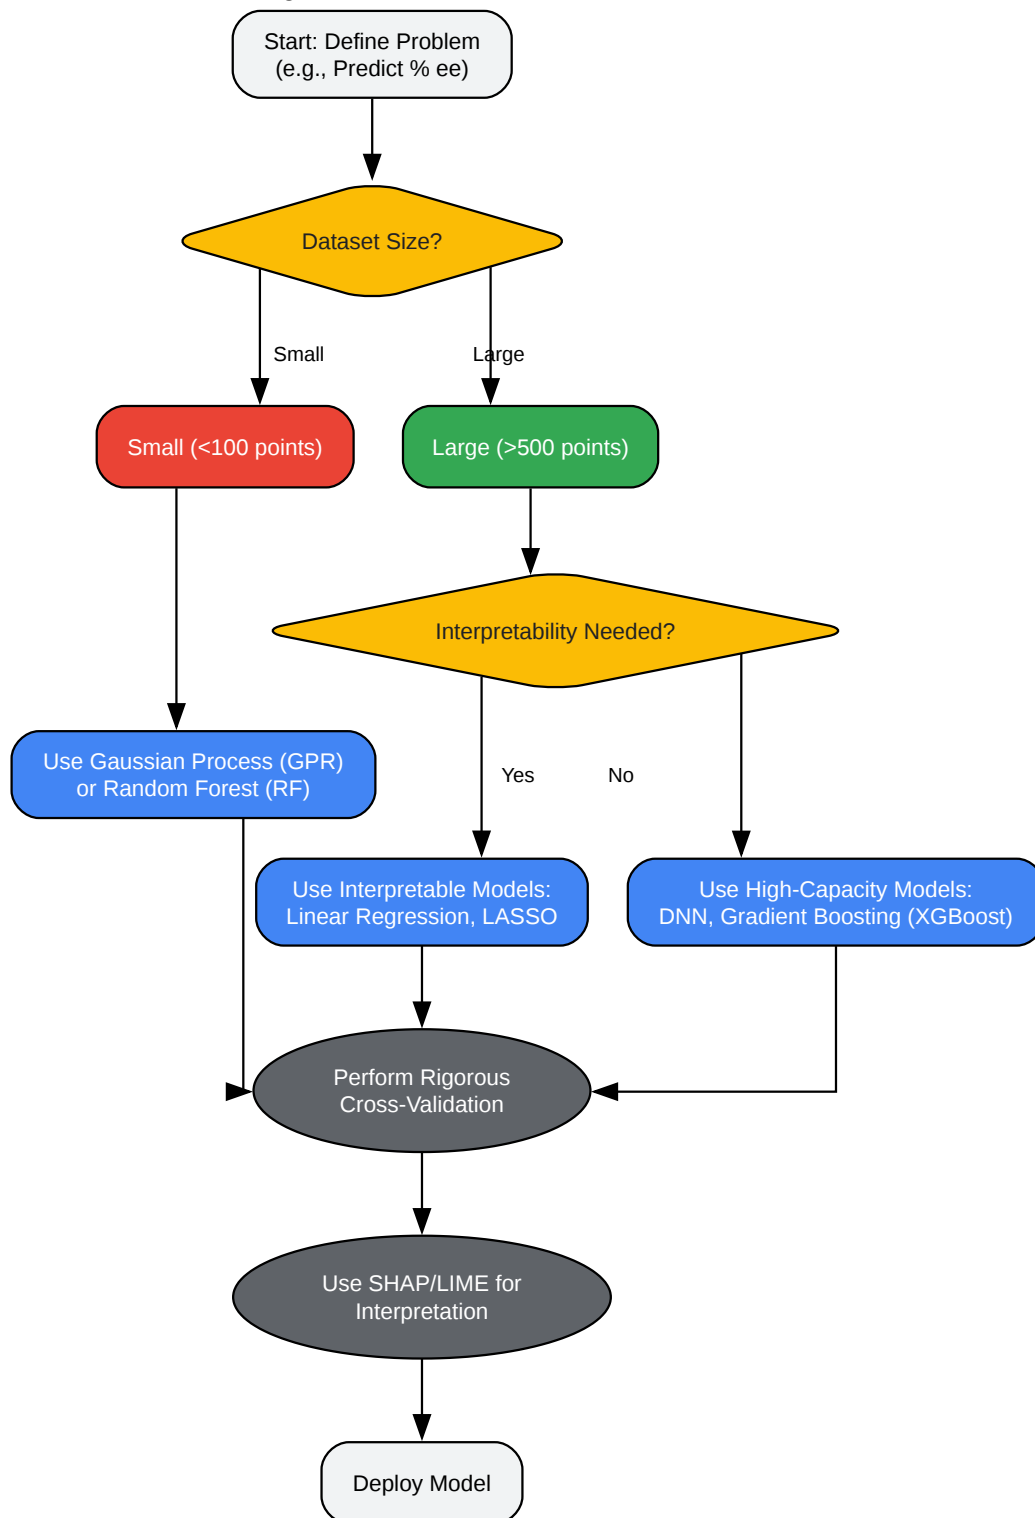 Start: Define Problem
(e.g., Predict % ee)
Dataset Size?
Small
Large
Small (<100 points)
Large (>500 points)
Interpretability Needed?
Use Gaussian Process (GPR)
or Random Forest (RF)
Yes
No
Use Interpretable Models:
Linear Regression, LASSO
Use High-Capacity Models:
DNN, Gradient Boosting (XGBoost)
Perform Rigorous
Cross-Validation
Use SHAP/LIME for
Interpretation
Deploy Model